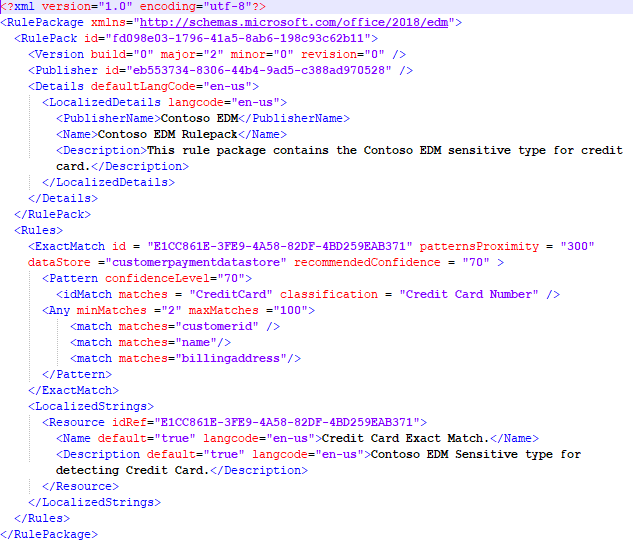 <?xml version="1.0" encoding="utf-8"?>
<RulePackage xmlns="http://schemas.microsoft.com/office/2018/edm">
<RulePack id="fd098e03-1796-41a5-8ab6-198c93c62b11">
<Version build="0" major="2" minor="0" revision="0" />
<Publisher id="eb553734-8306-44b4-9ad5-c388ad970528" />
<Details defaultLangCode="en-us">
<LocalizedDetails langcode="en-us">
<PublisherName>Contoso EDM</PublisherName>
<Name>Contoso EDM Rulepack</Name>
<Description>This rule package contains the Contoso EDM sensitive type for credit
card.</Description>
</LocalizedDetails>
</Details>
</RulePack>
<Rules>
<ExactMatch id = "E1CC861E-3FE9-4A58-82DF-4BD259EAB371" patternsProximity = "300"
dataStore ="customerpaymentdatastore" recommendedConfidence = "70" >
<Pattern confidenceLevel="70">
<idMatch matches = "CreditCard" classification = "Credit Card Number" />
<Any minMatches ="2" maxMatches ="100">
<match matches="customerid" />
<match matches="name"/>
<match matches="billingaddress"/>
</Pattern>
</ExactMatch>
<LocalizedStrings>
<Resource idRef="E1CC861E-3FE9-4A58-82DF-4BD259EAB371">
<Name default="true" langcode="en-us">Credit Card Exact Match.</Name>
<Description default="true" langcode="en-us">Contoso EDM Sensitive type for
detecting Credit Card.</Description>
</Resource>
</LocalizedStrings>
</Rules>
</RulePackage>